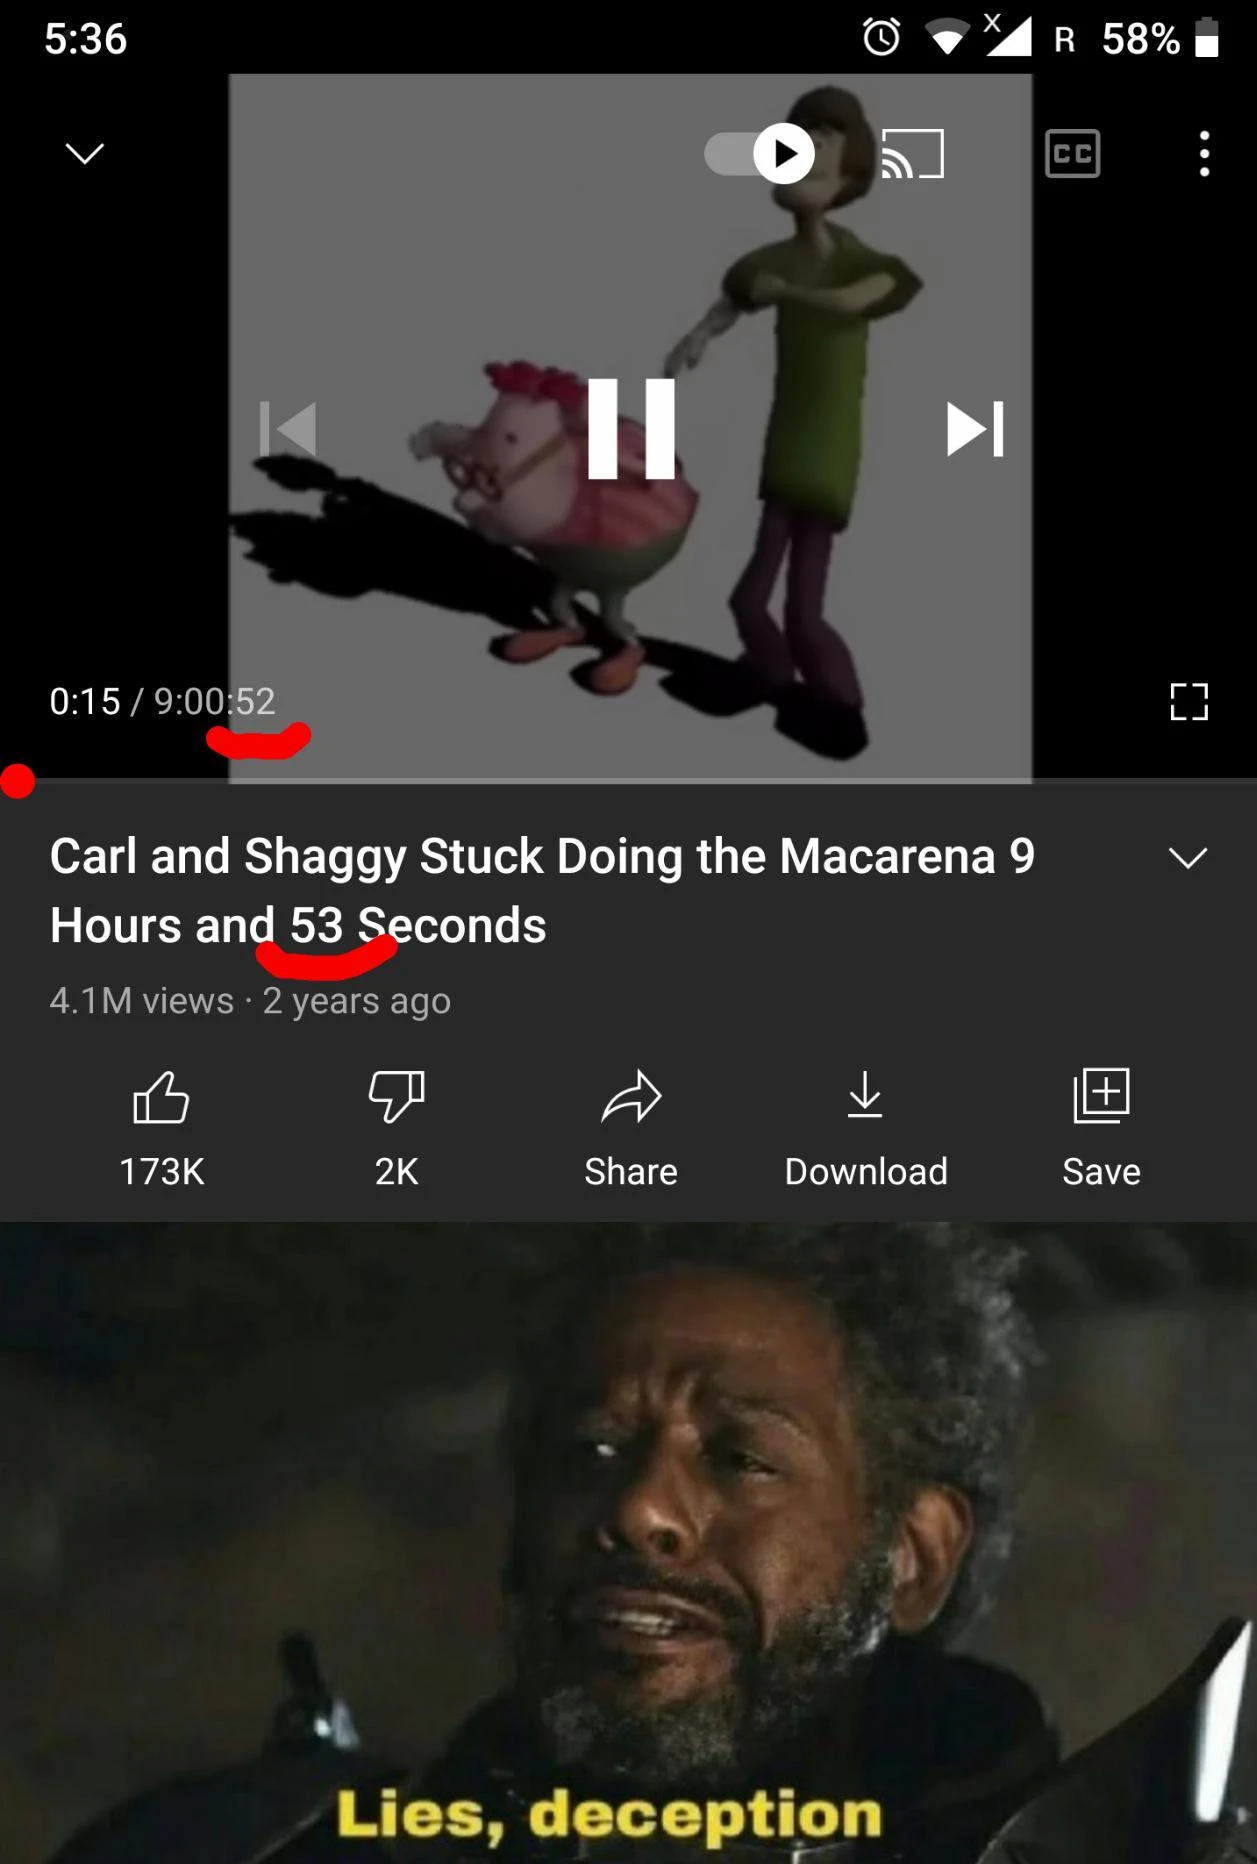 5:36
X R 58%
CC
0:15 / 9:00:52
Carl and Shaggy Stuck Doing the Macarena 9
Hours and 53 Seconds
4.1M views · 2 years ago
173K 2K Share Download Save
Lies, deception